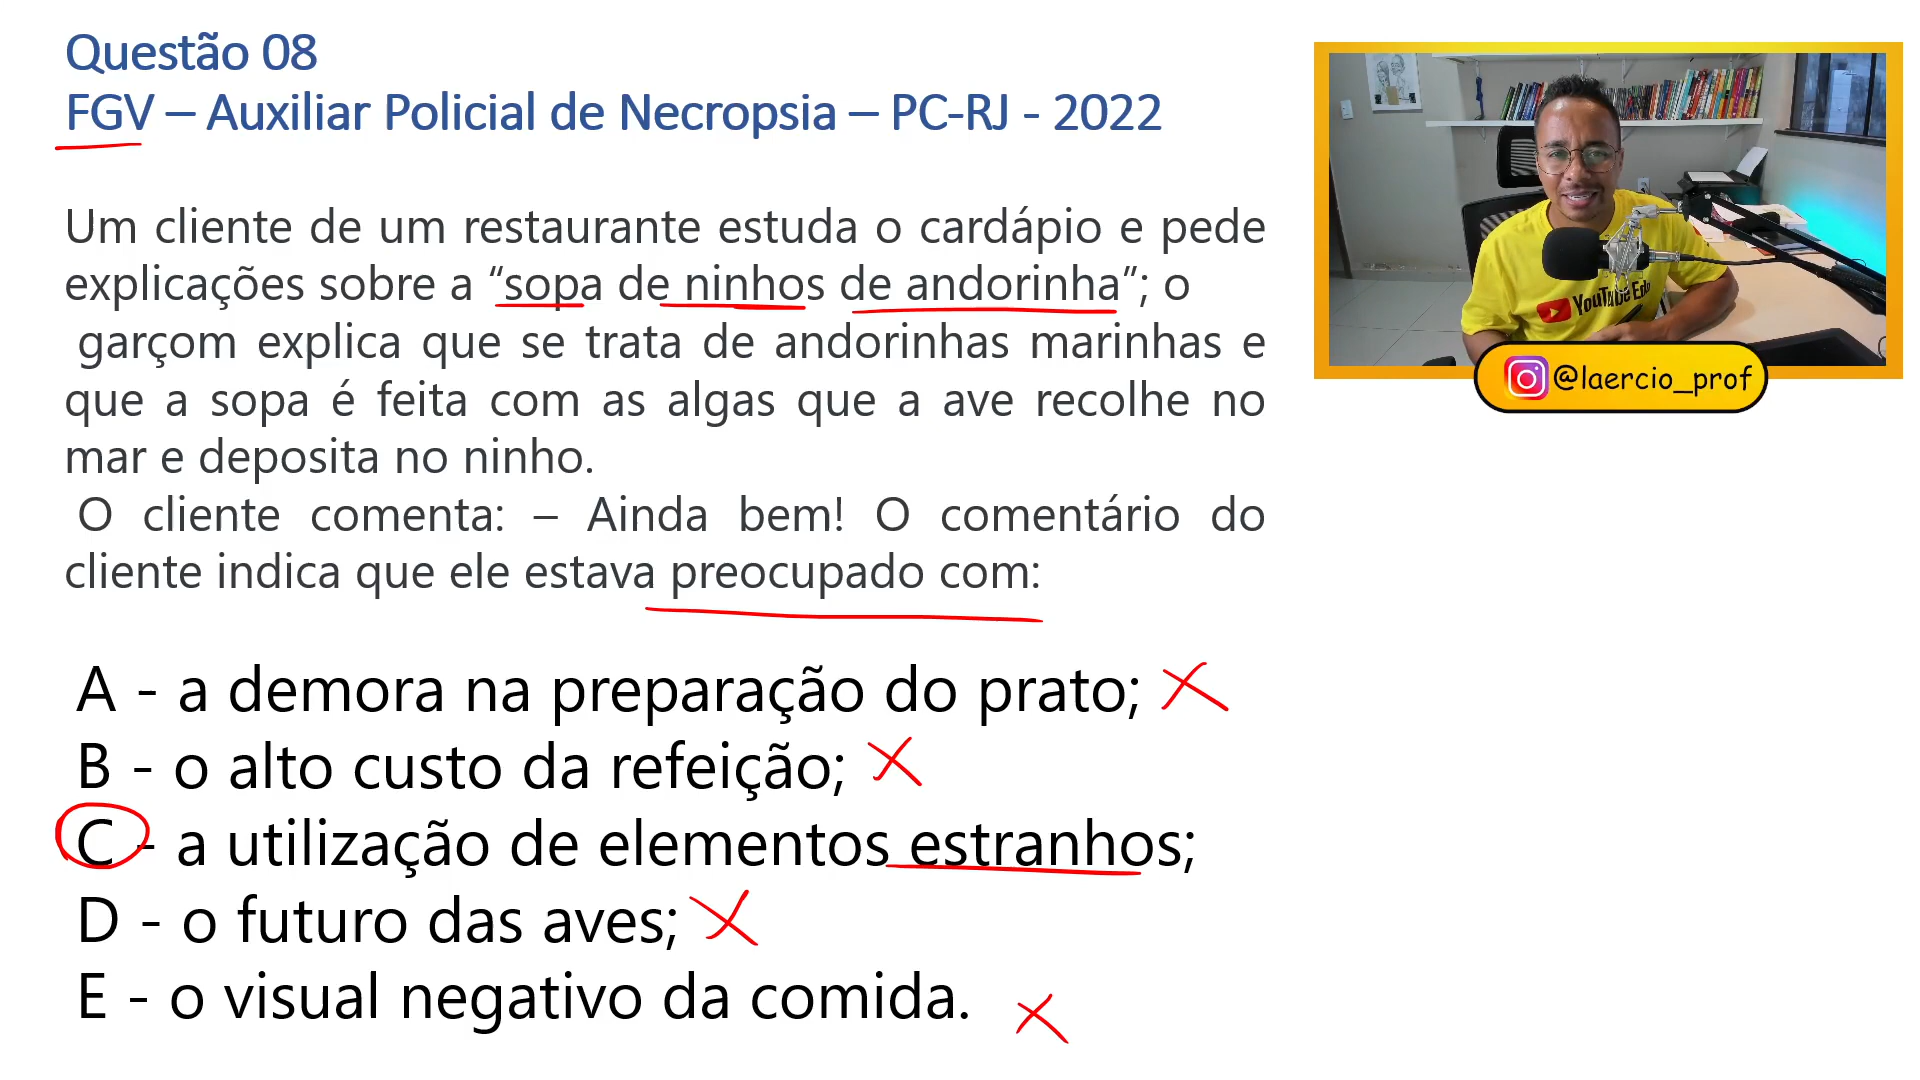 Questão 08
FGV – Auxiliar Policial de Necropsia – PC-RJ - 2022
Um cliente de um restaurante estuda o cardápio e pede
explicações sobre a “sopa de ninhos de andorinha”; o
garçom explica que se trata de andorinhas marinhas e
que a sopa é feita com as algas que a ave recolhe no
mar e deposita no ninho.
O cliente comenta: – Ainda bem! O comentário do
cliente indica que ele estava preocupado com:
A - a demora na preparação do prato;
B - o alto custo da refeição;
C - a utilização de elementos estranhos;
D - o futuro das aves;
E - o visual negativo da comida.
YouTube Edu
@laercio_prof